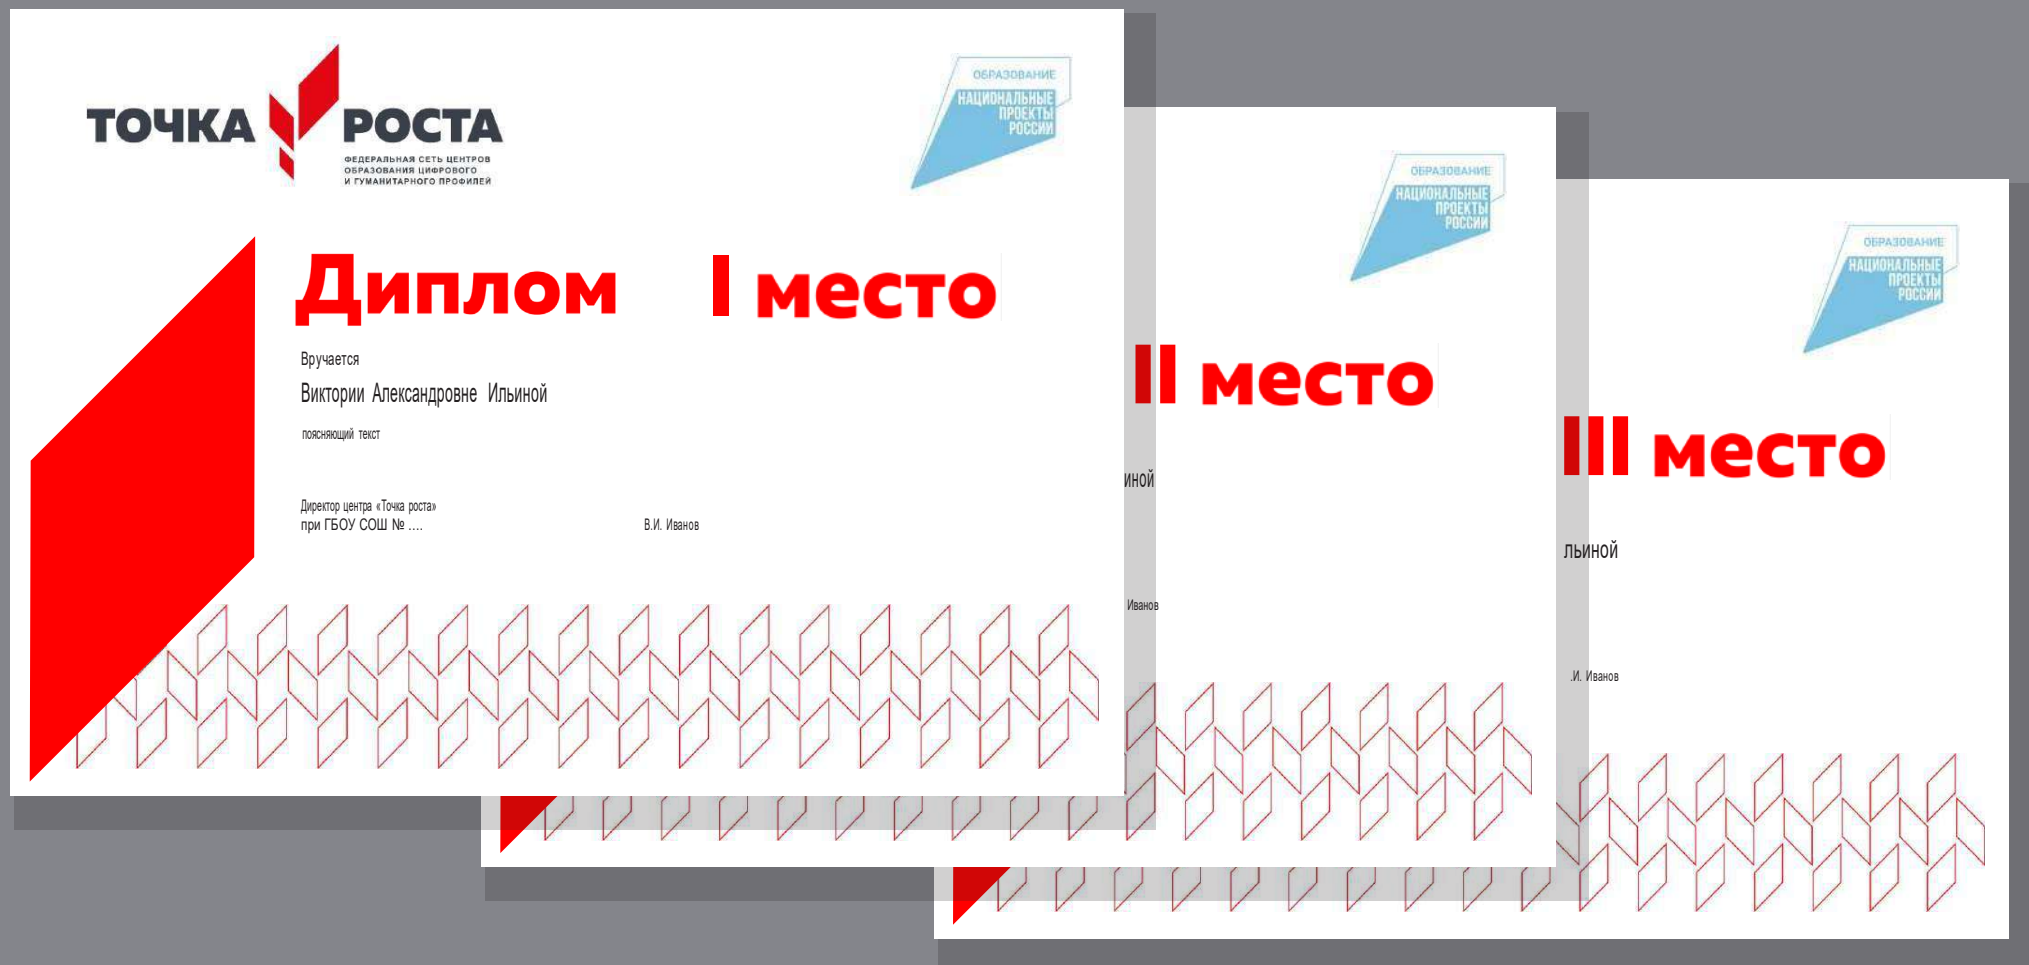 ТОЧКА РОСТА
ФЕДЕРАЛЬНАЯ СЕТЬ ЦЕНТРОВ
ОБРАЗОВАНИЯ ЦИФРОВОГО
И ГУМАНИТАРНОГО ПРОФИЛЕЙ
ОБРАЗОВАНИЕ
НАЦИОНАЛЬНЫЕ
ПРОЕКТЫ
РОССИИ
Диплом I место
Вручается
Виктории Александровне Ильиной
поясняющий текст
Директор центра «Точка роста»
при ГБОУ СОШ № ....
В.И. Иванов
ОБРАЗОВАНИЕ
НАЦИОНАЛЬНЫЕ
ПРОЕКТЫ
РОССИИ
II место
иной
Иванов
ОБРАЗОВАНИЕ
НАЦИОНАЛЬНЫЕ
ПРОЕКТЫ
РОССИИ
III место
льиной
.И. Иванов